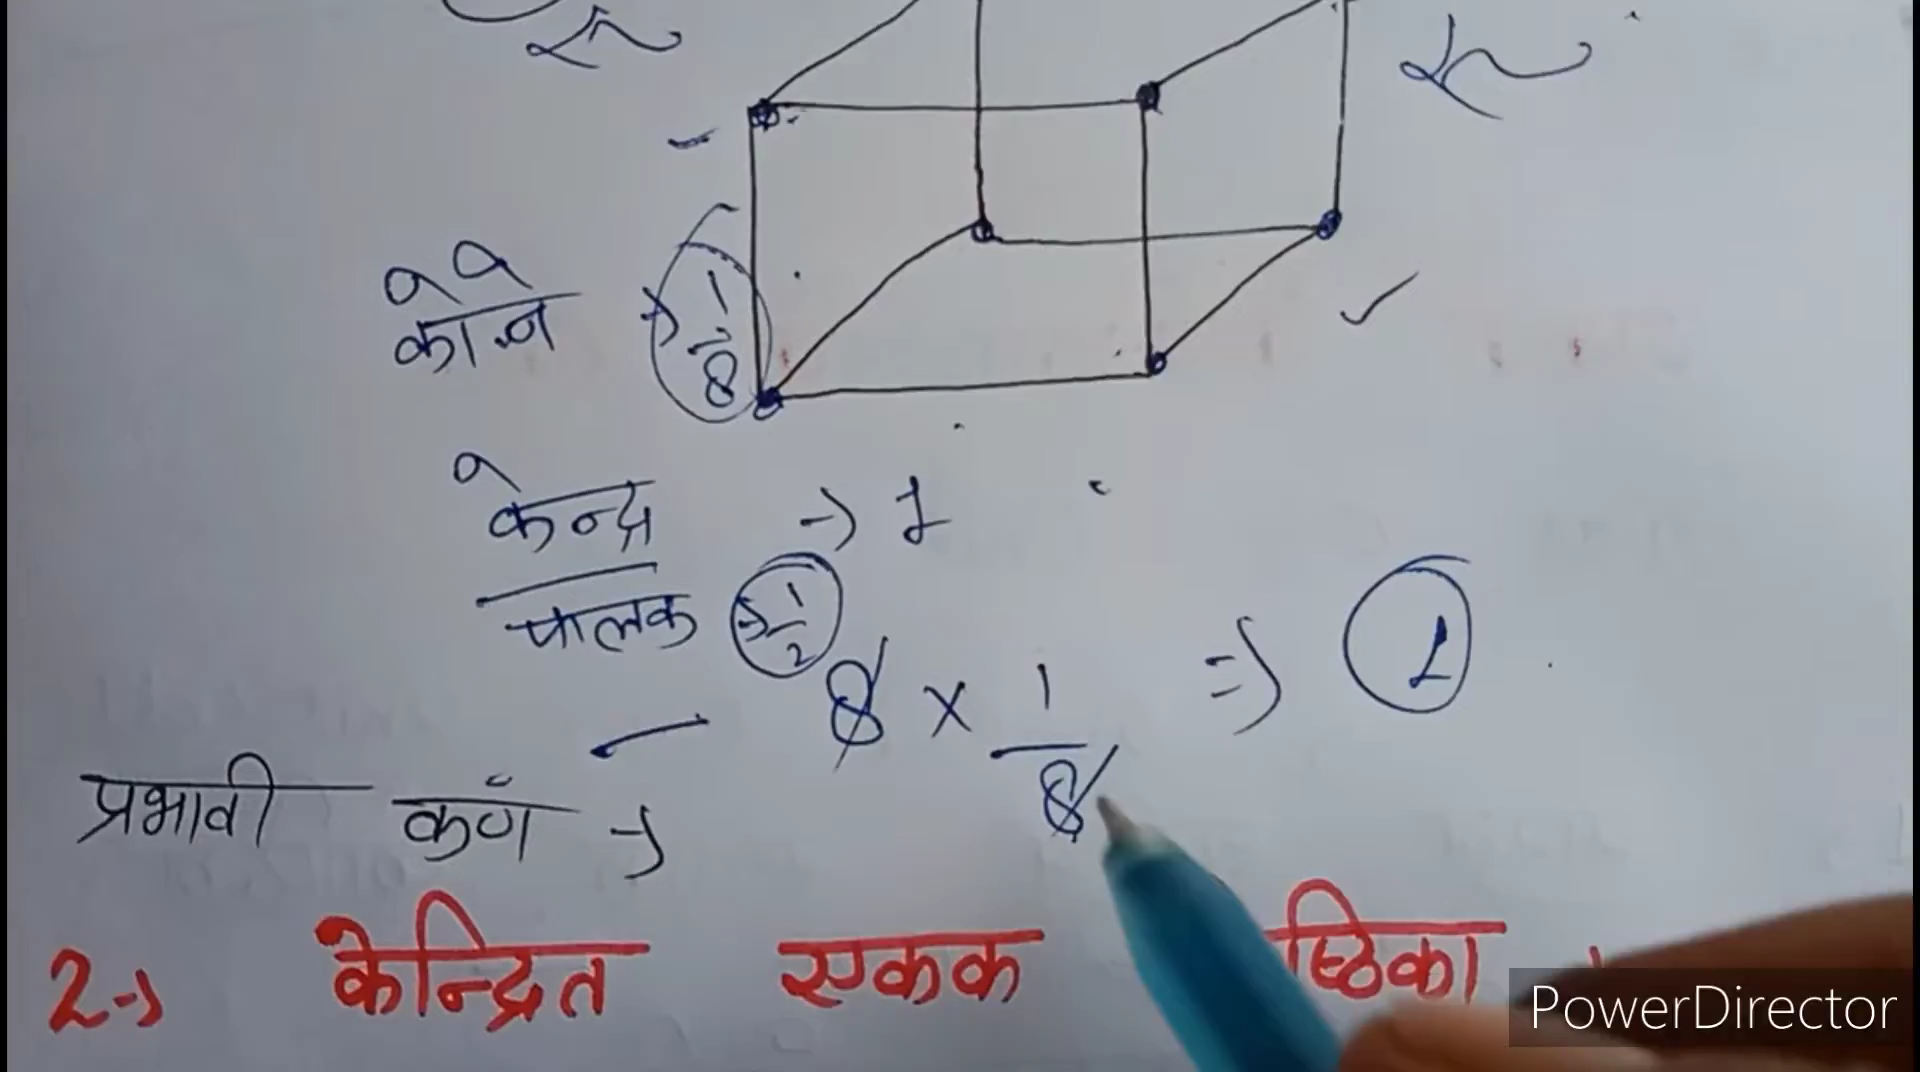 कोने → 1/8
केन्द्र → 1
फलक → 1/2
8 × 1/8 ⇒ 1
प्रभावी कण →
2→ केन्द्रित एकक ष्ठिका
PowerDirector